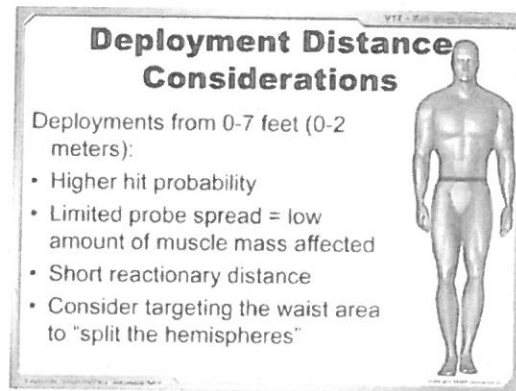 Deployment Distance
Considerations
Deployments from 0-7 feet (0-2
meters):
• Higher hit probability
• Limited probe spread = low
amount of muscle mass affected
• Short reactionary distance
• Consider targeting the waist area
to "split the hemispheres"